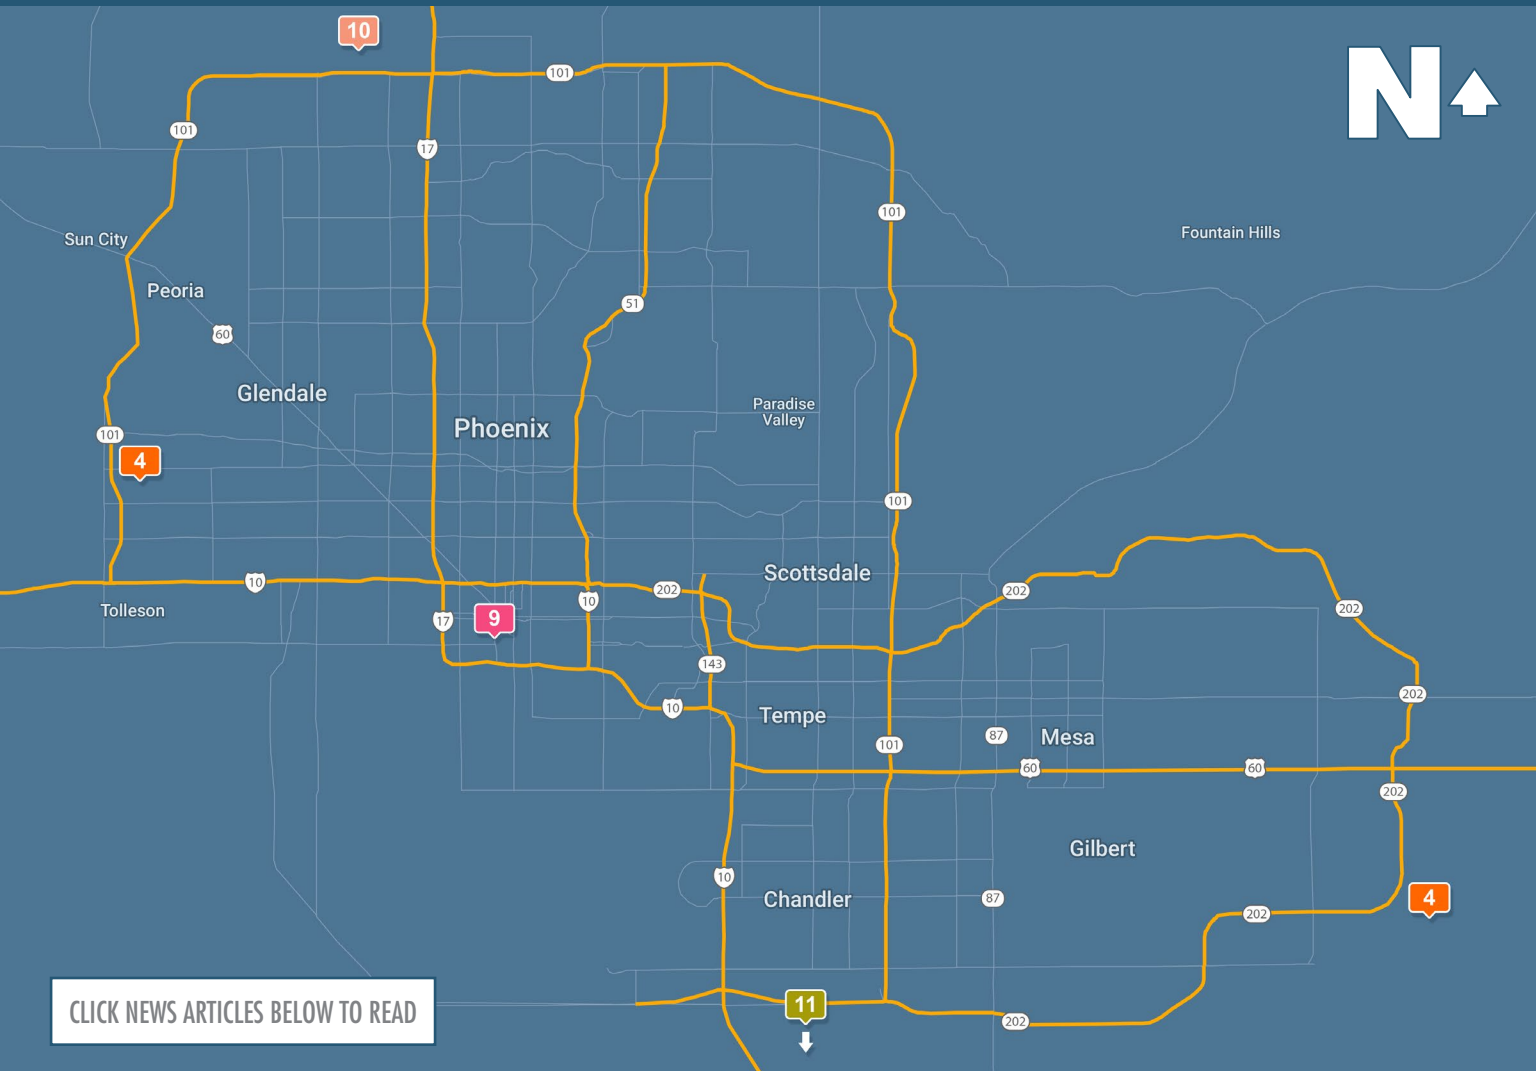 10
N
101
101
17
101
Fountain Hills
Sun City
Peoria
51
60
Glendale
Paradise
Valley
Phoenix
101
4
101
Scottsdale
10
202
202
10
202
Tolleson
17
9
143
202
10
Tempe
87
Mesa
101
60
60
202
Gilbert
10
Chandler
87
4
202
11
CLICK NEWS ARTICLES BELOW TO READ
202